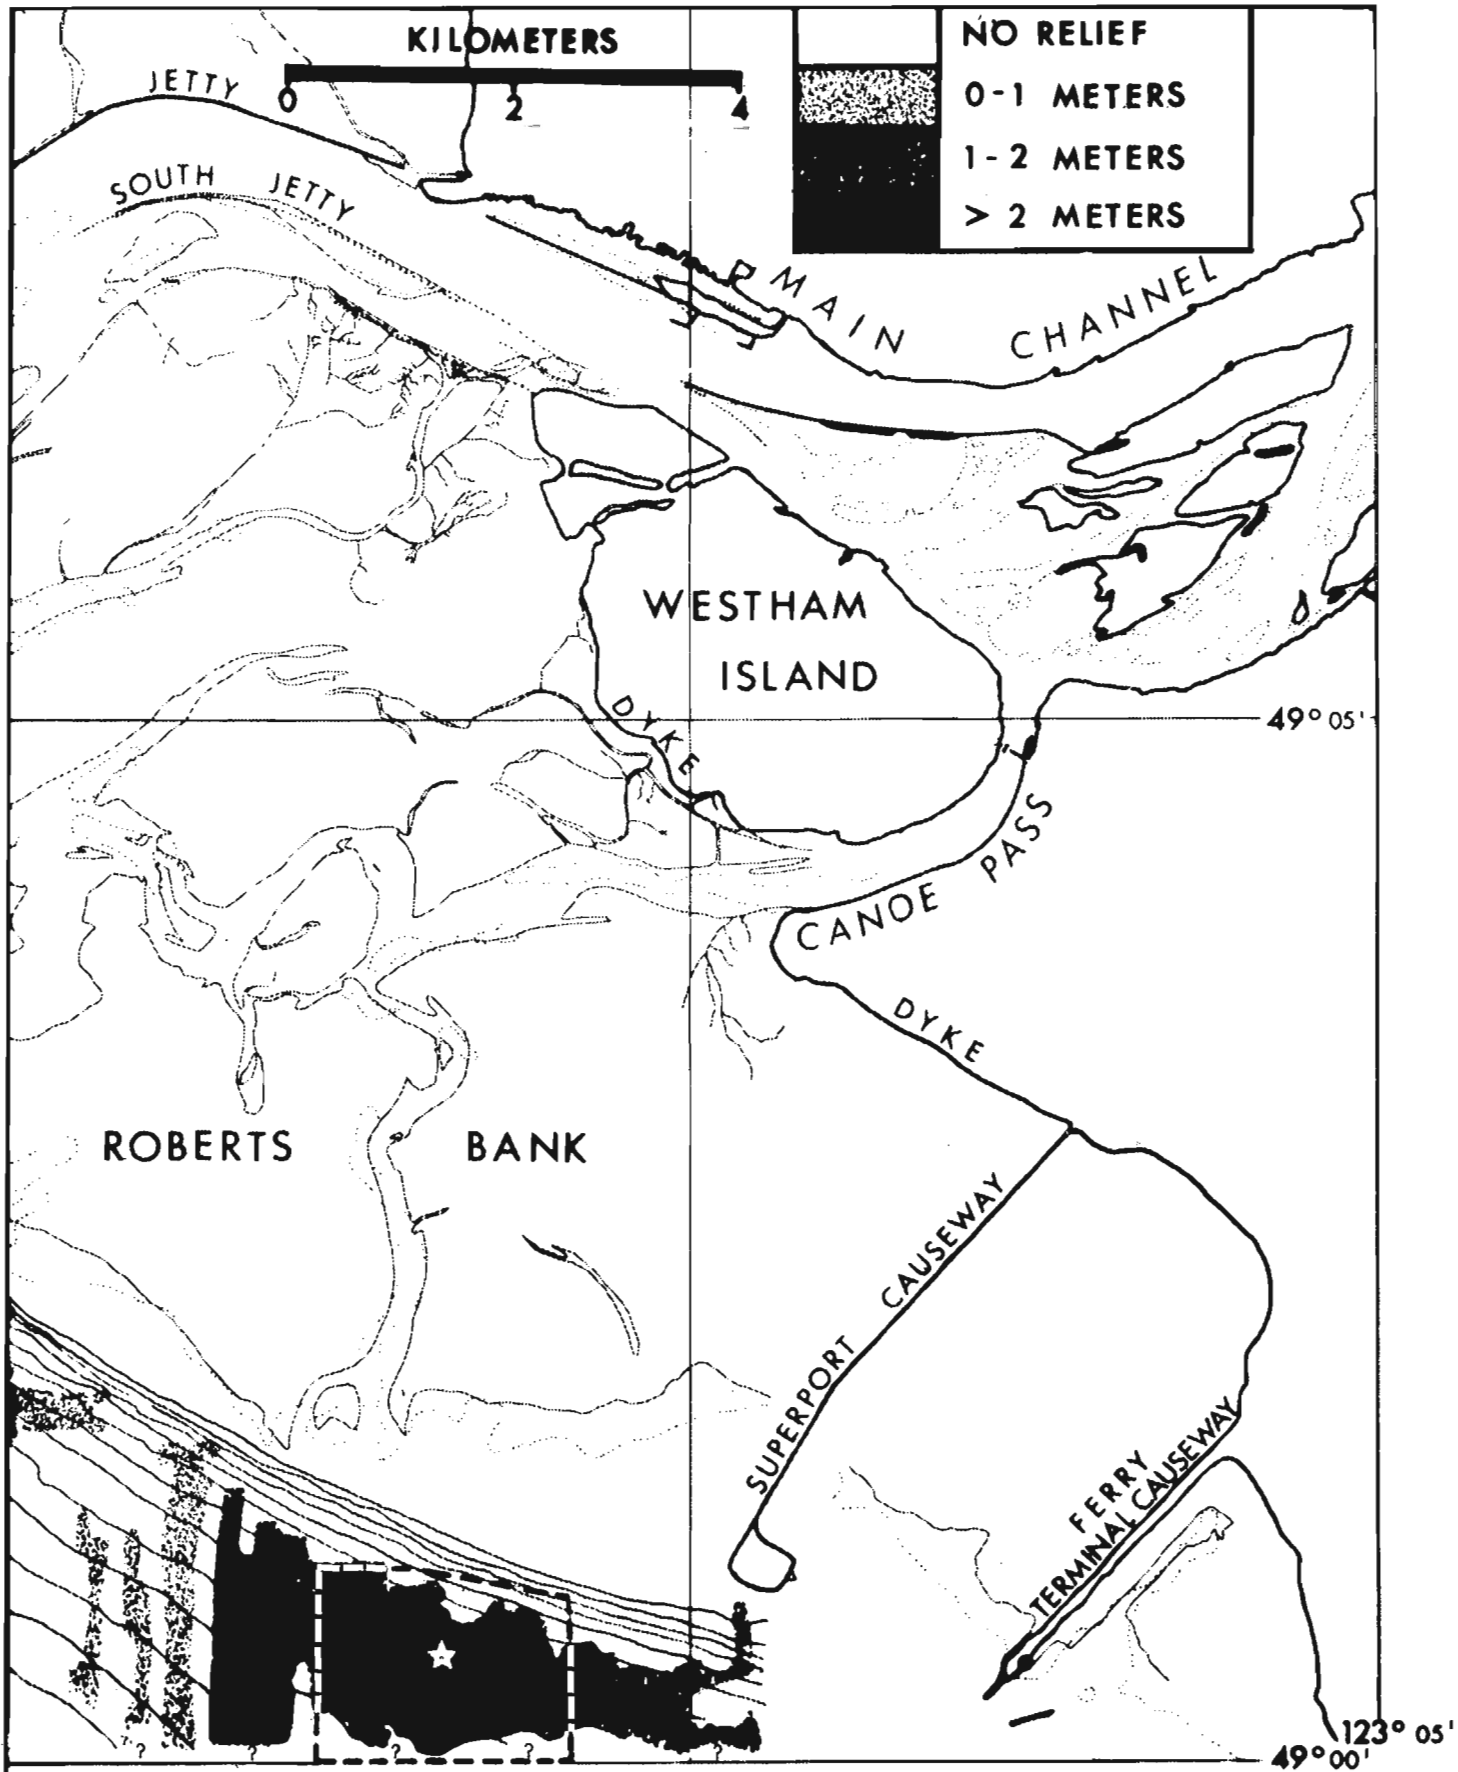 KILOMETERS
0 2 4
NO RELIEF
0-1 METERS
1-2 METERS
> 2 METERS
JETTY
SOUTH JETTY
MAIN CHANNEL
WESTHAM
ISLAND
DYKE
49° 05'
CANOE PASS
DYKE
ROBERTS BANK
SUPERPORT CAUSEWAY
FERRY
TERMINAL CAUSEWAY
? ? ? ? ?
123° 05'
49° 00'